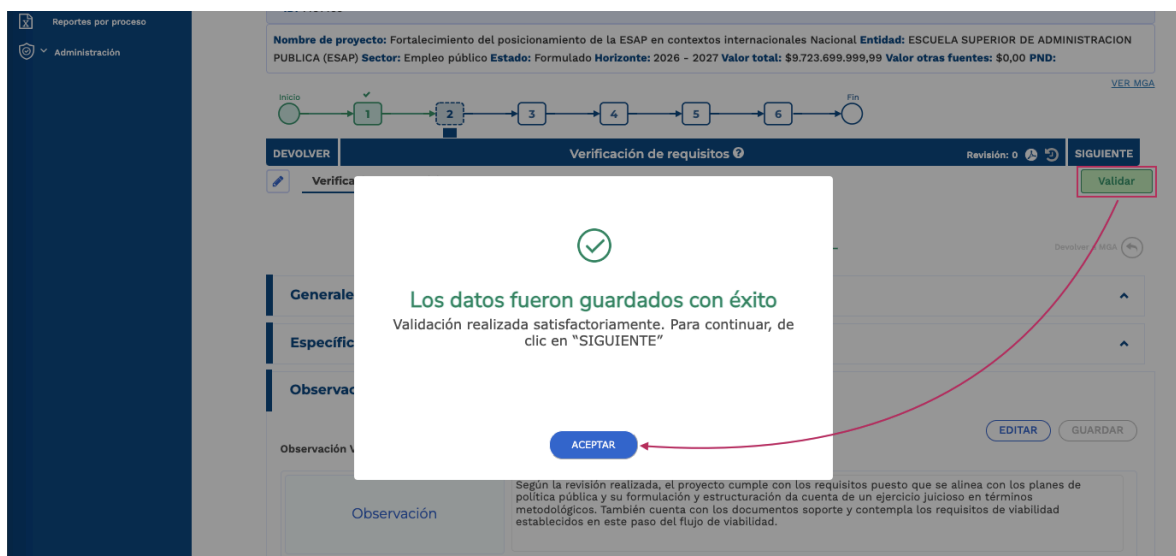 Reportes por proceso
Administración
Nombre de proyecto: Fortalecimiento del posicionamiento de la ESAP en contextos internacionales Nacional Entidad: ESCUELA SUPERIOR DE ADMINISTRACION
PUBLICA (ESAP) Sector: Empleo público Estado: Formulado Horizonte: 2026 - 2027 Valor total: $9.723.699.999,99 Valor otras fuentes: $0,00 PND:
VER MGA
Inicio
Fin
1 2 3 4 5 6
DEVOLVER
Verificación de requisitos
Revisión: 0
SIGUIENTE
Verifica
Validar
Devolver a MGA
Generale
Específic
Observac
Los datos fueron guardados con éxito
Validación realizada satisfactoriamente. Para continuar, de
clic en “SIGUIENTE”
ACEPTAR
EDITAR
GUARDAR
Observación V
Observación
Según la revisión realizada, el proyecto cumple con los requisitos puesto que se alinea con los planes de
política pública y su formulación y estructuración da cuenta de un ejercicio juicioso en términos
metodológicos. También cuenta con los documentos soporte y contempla los requisitos de viabilidad
establecidos en este paso del flujo de viabilidad.